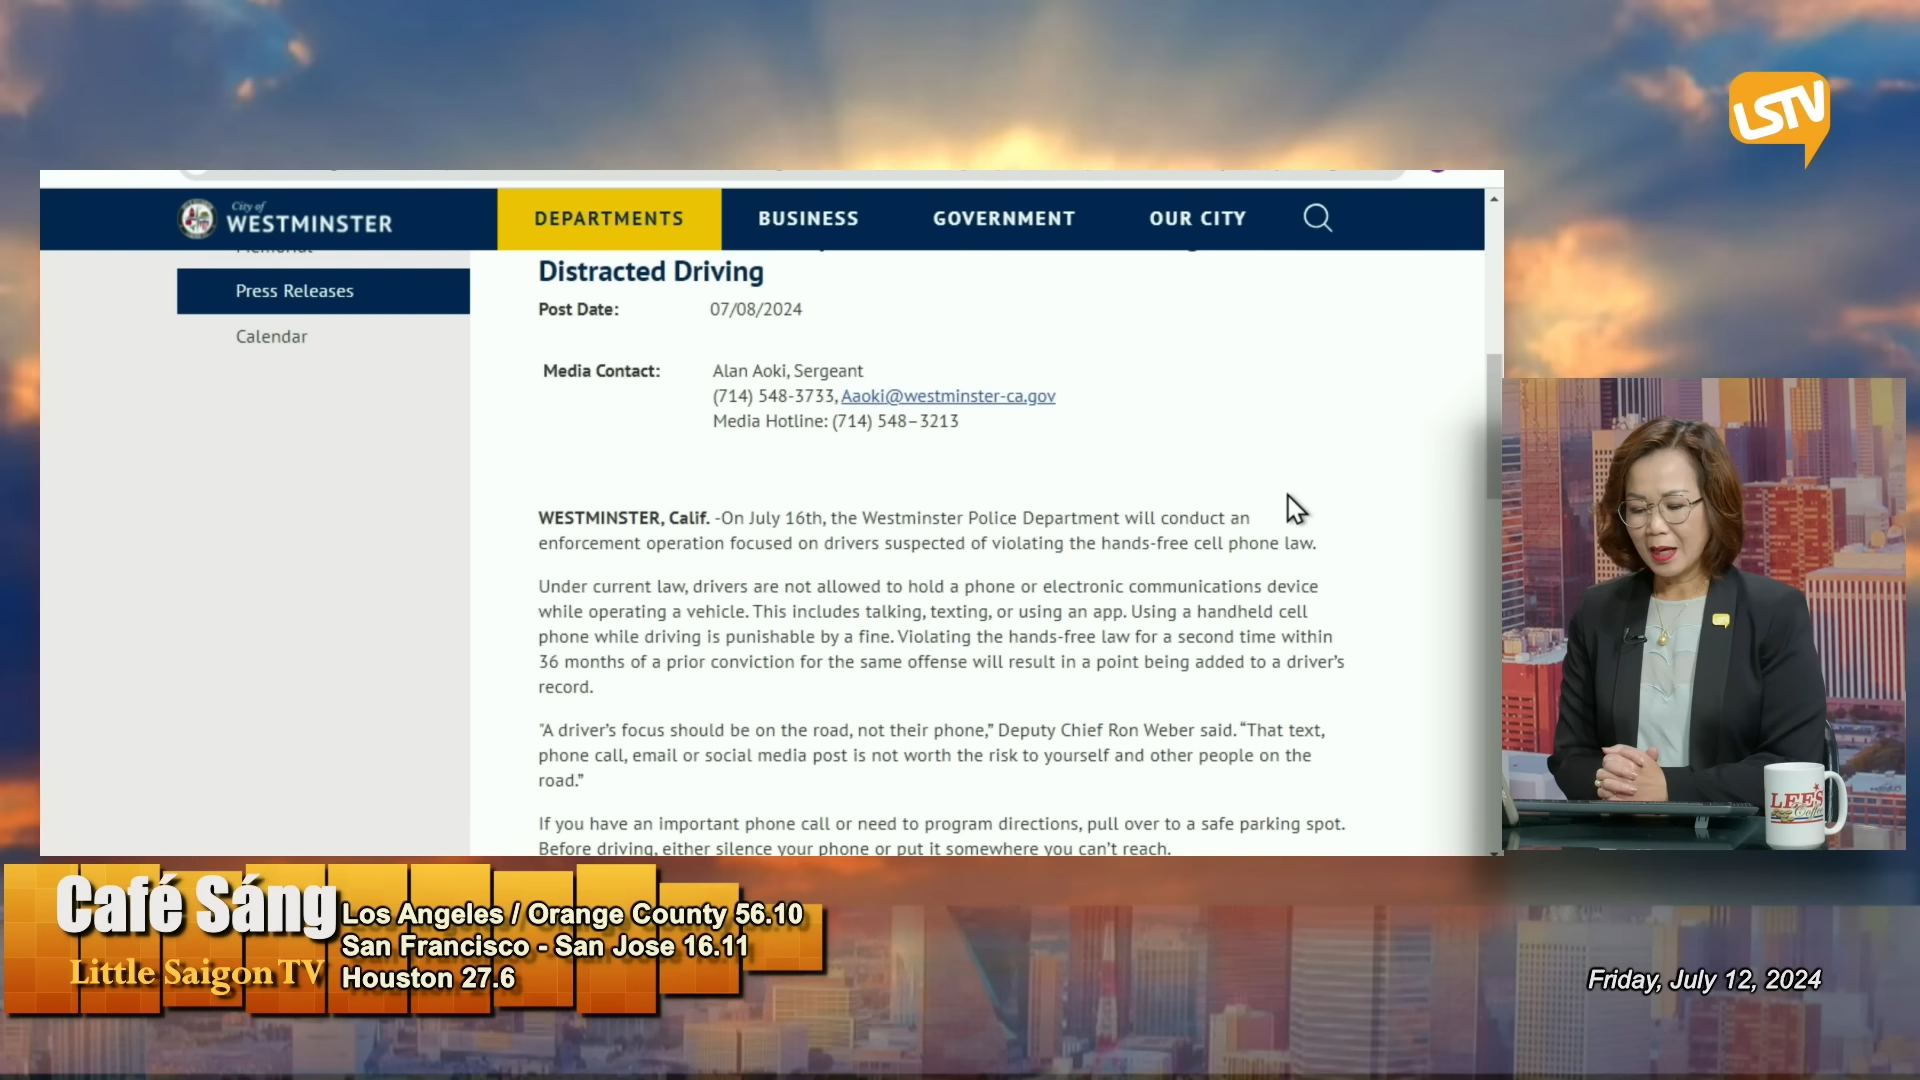 LSTV
City of
WESTMINSTER
DEPARTMENTS
BUSINESS
GOVERNMENT
OUR CITY
Memorial
Press Releases
Calendar
Distracted Driving
Post Date: 07/08/2024
Media Contact: Alan Aoki, Sergeant
(714) 548-3733, Aaoki@westminster-ca.gov
Media Hotline: (714) 548–3213
WESTMINSTER, Calif. -On July 16th, the Westminster Police Department will conduct an
enforcement operation focused on drivers suspected of violating the hands-free cell phone law.
Under current law, drivers are not allowed to hold a phone or electronic communications device
while operating a vehicle. This includes talking, texting, or using an app. Using a handheld cell
phone while driving is punishable by a fine. Violating the hands-free law for a second time within
36 months of a prior conviction for the same offense will result in a point being added to a driver’s
record.
"A driver’s focus should be on the road, not their phone,” Deputy Chief Ron Weber said. “That text,
phone call, email or social media post is not worth the risk to yourself and other people on the
road.”
If you have an important phone call or need to program directions, pull over to a safe parking spot.
Before driving, either silence your phone or put it somewhere you can’t reach.
LEE'S
Coffee
Café Sáng
Little Saigon TV
Los Angeles / Orange County 56.10
San Francisco - San Jose 16.11
Houston 27.6
Friday, July 12, 2024